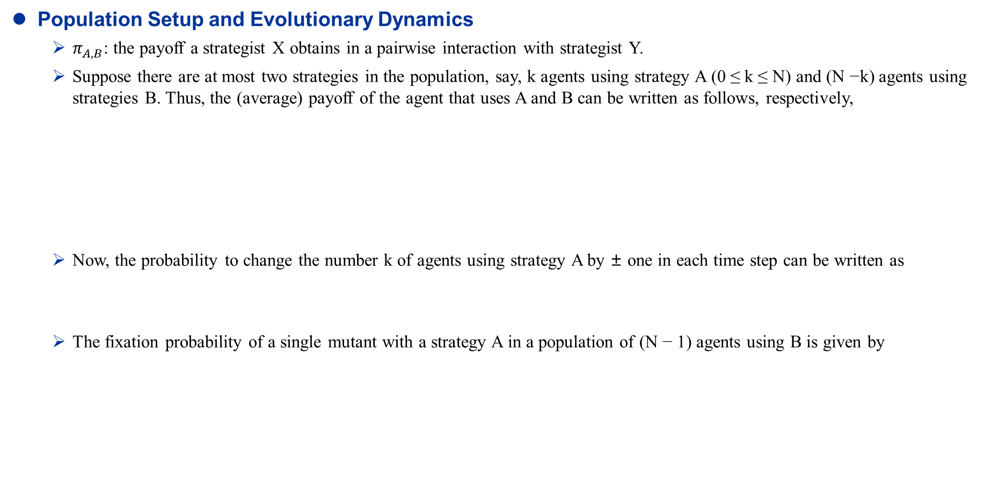 ● Population Setup and Evolutionary Dynamics
➢ π_{A,B}: the payoff a strategist X obtains in a pairwise interaction with strategist Y.
➢ Suppose there are at most two strategies in the population, say, k agents using strategy A (0 ≤ k ≤ N) and (N −k) agents using
strategies B. Thus, the (average) payoff of the agent that uses A and B can be written as follows, respectively,
➢ Now, the probability to change the number k of agents using strategy A by ± one in each time step can be written as
➢ The fixation probability of a single mutant with a strategy A in a population of (N − 1) agents using B is given by